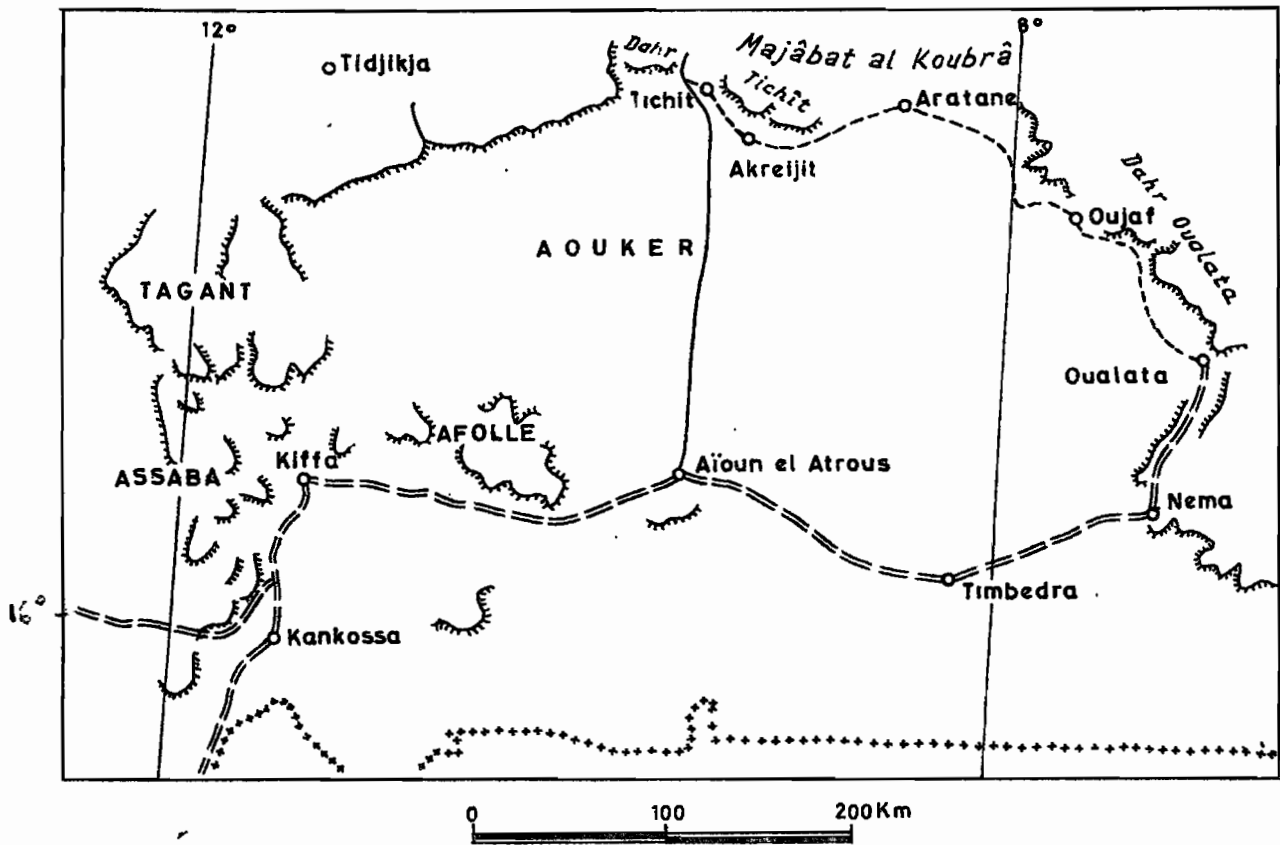 12°
8°
Tidjikja
Dahr
Tichît
Majâbat al Koubrâ
Tichit
Aratane
Akreijit
Dahr Oualata
Oujaf
AOUKER
TAGANT
Oualata
AFOLLE
ASSABA
Kiffa
Aïoun el Atrous
Nema
Timbedra
16°
Kankossa
0 100 200 Km